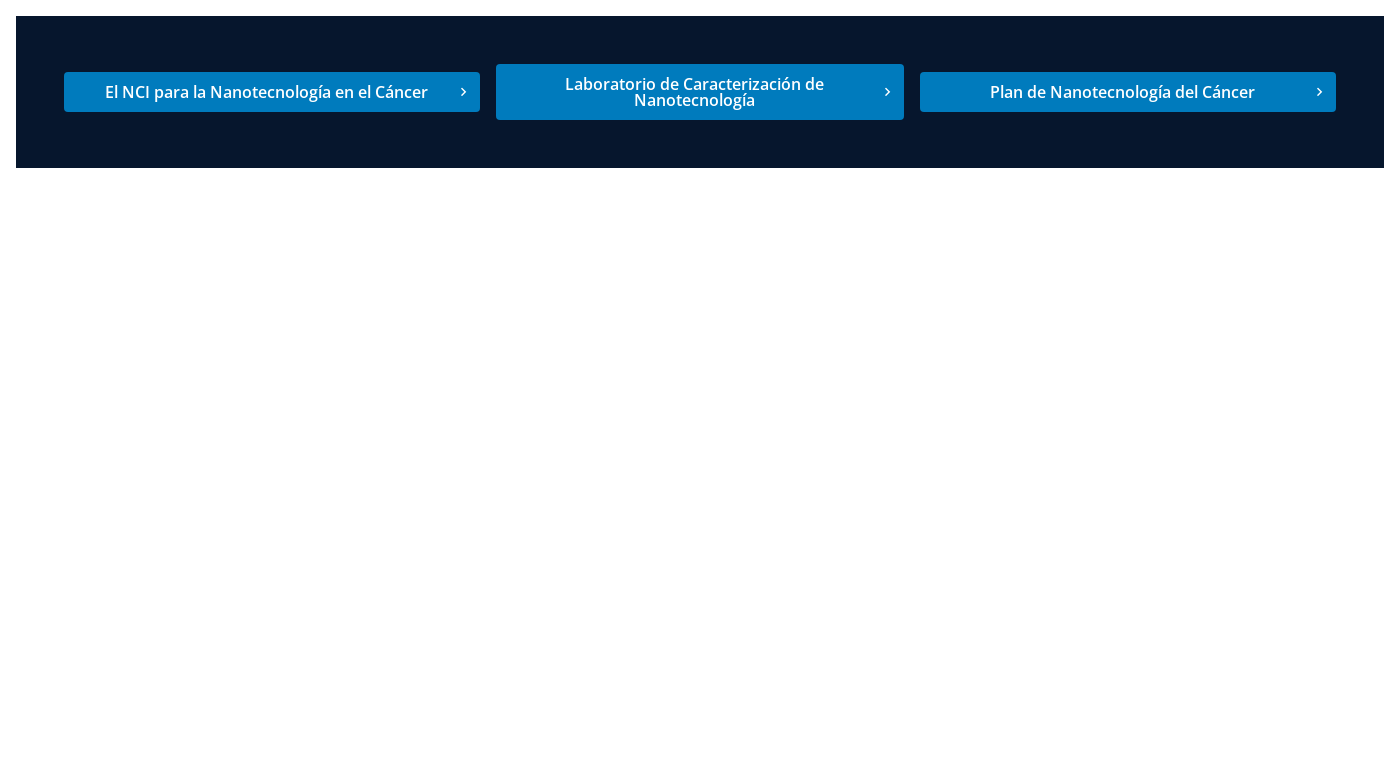 El NCI para la Nanotecnología en el Cáncer
Laboratorio de Caracterización de
Nanotecnología
Plan de Nanotecnología del Cáncer